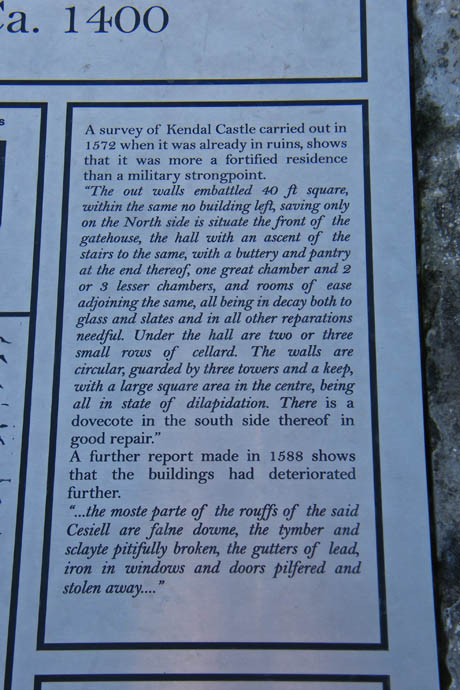 Ca. 1400
s
A survey of Kendal Castle carried out in
1572 when it was already in ruins, shows
that it was more a fortified residence
than a military strongpoint.
“The out walls embattled 40 ft square,
within the same no building left, saving only
on the North side is situate the front of the
gatehouse, the hall with an ascent of the
stairs to the same, with a buttery and pantry
at the end thereof, one great chamber and 2
or 3 lesser chambers, and rooms of ease
adjoining the same, all being in decay both to
glass and slates and in all other reparations
needful. Under the hall are two or three
small rows of cellard. The walls are
circular, guarded by three towers and a keep,
with a large square area in the centre, being
all in state of dilapidation. There is a
dovecote in the south side thereof in
good repair.”
A further report made in 1588 shows
that the buildings had deteriorated
further.
“...the moste parte of the rouffs of the said
Cesiell are falne downe, the tymber and
sclayte pitifully broken, the gutters of lead,
iron in windows and doors pilfered and
stolen away....”